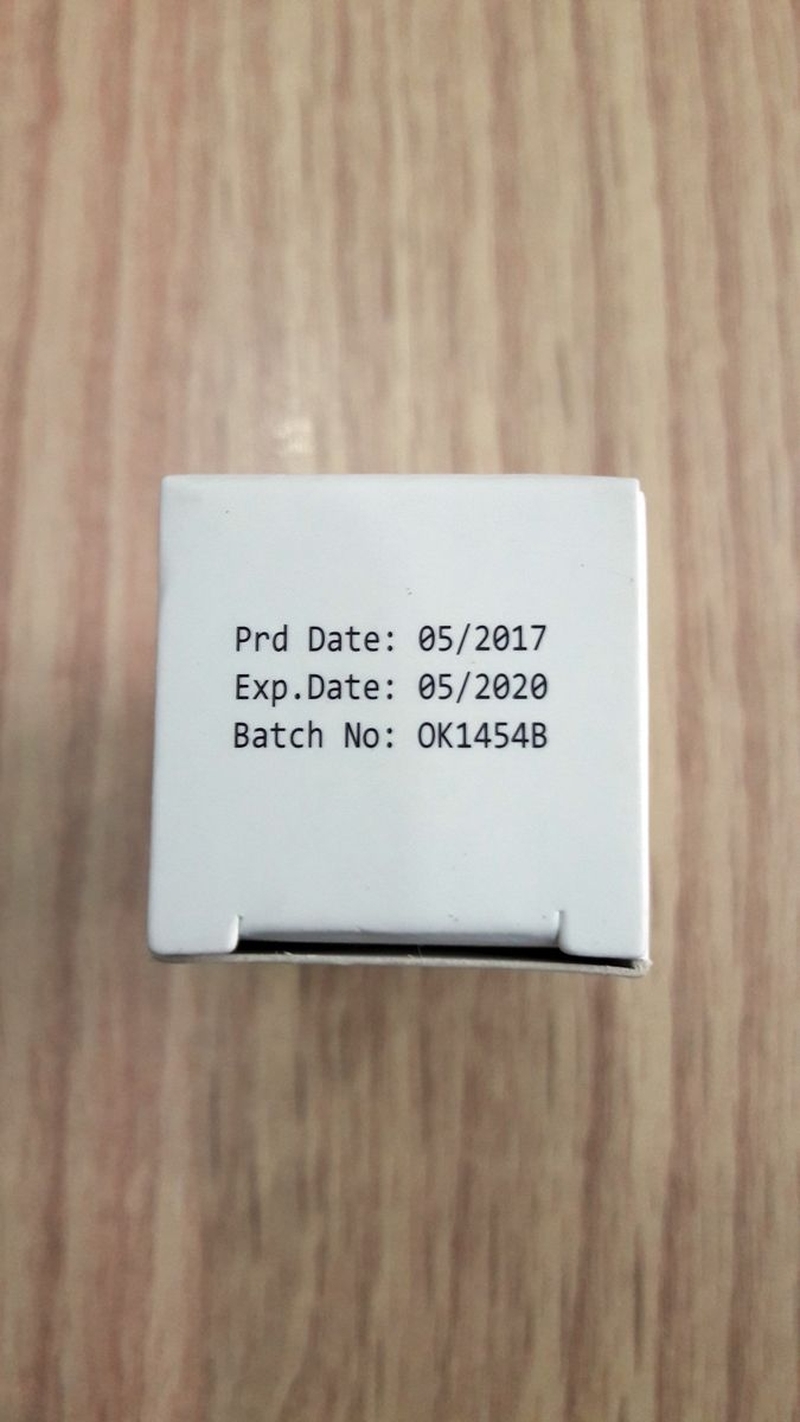 Prd Date: 05/2017
Exp.Date: 05/2020
Batch No: OK1454B